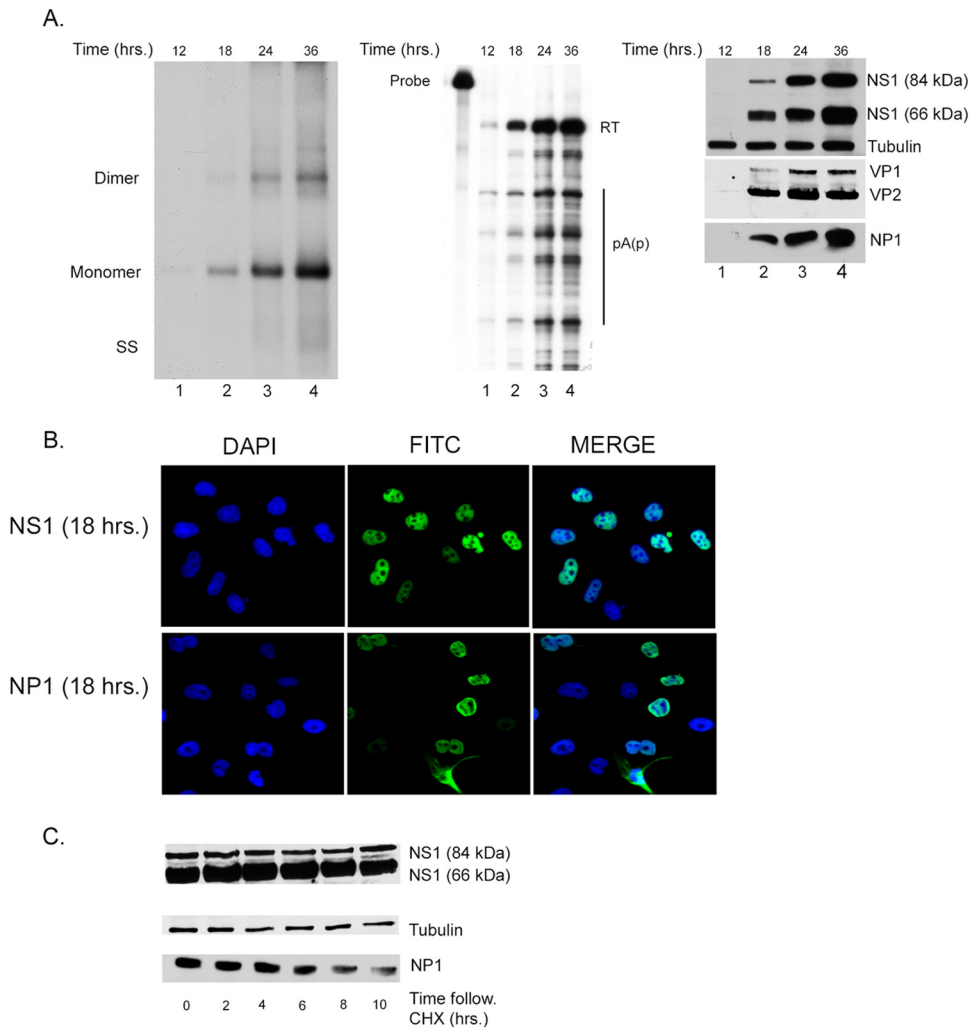 A.
Time (hrs.) 12 18 24 36
Dimer
Monomer
SS
1 2 3 4
Time (hrs.) 12 18 24 36
Probe
RT
pA(p)
1 2 3 4
Time (hrs.) 12 18 24 36
NS1 (84 kDa)
NS1 (66 kDa)
Tubulin
VP1
VP2
NP1
1 2 3 4
B.
DAPI FITC MERGE
NS1 (18 hrs.)
NP1 (18 hrs.)
C.
NS1 (84 kDa)
NS1 (66 kDa)
Tubulin
NP1
0 2 4 6 8 10 Time follow.
CHX (hrs.)